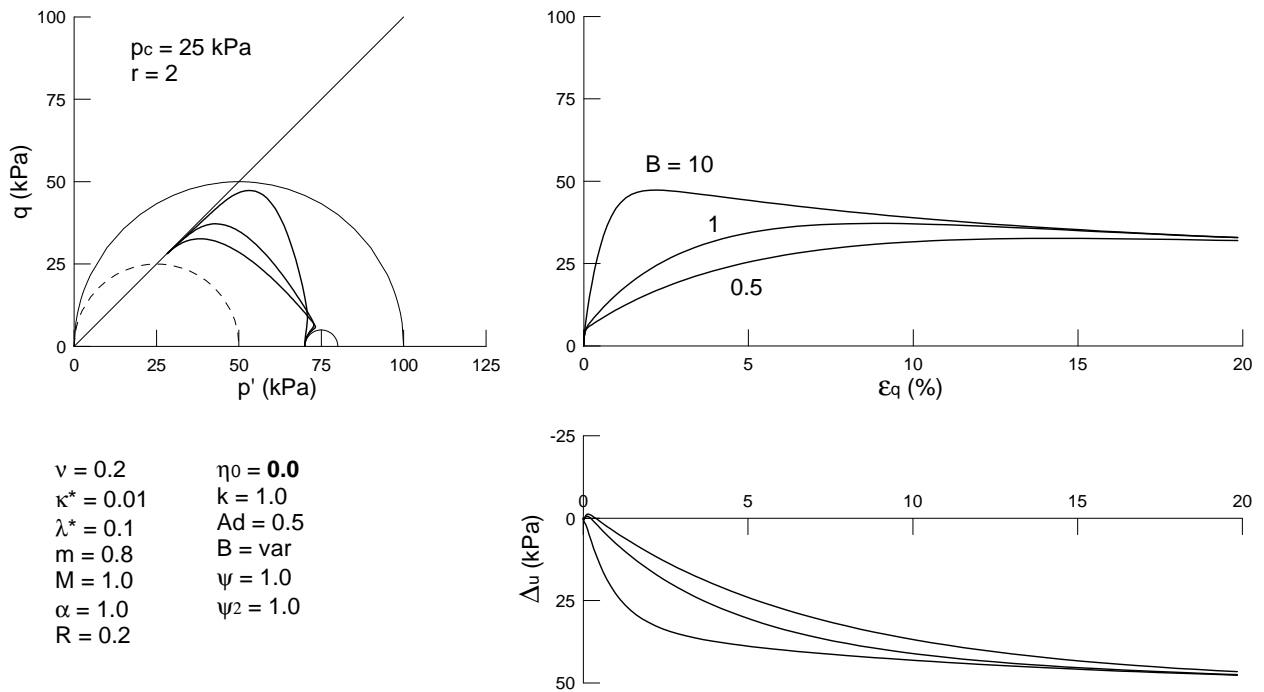 100
75
50
25
0
q (kPa)
pc = 25 kPa
r = 2
0
25
50
75
100
125
p' (kPa)
100
75
50
25
0
B = 10
1
0.5
0
5
10
15
20
εq (%)
ν = 0.2
κ* = 0.01
λ* = 0.1
m = 0.8
M = 1.0
α = 1.0
R = 0.2
η0 = 0.0
k = 1.0
Ad = 0.5
B = var
ψ = 1.0
ψ2 = 1.0
-25
0
25
50
Δu (kPa)
0
5
10
15
20